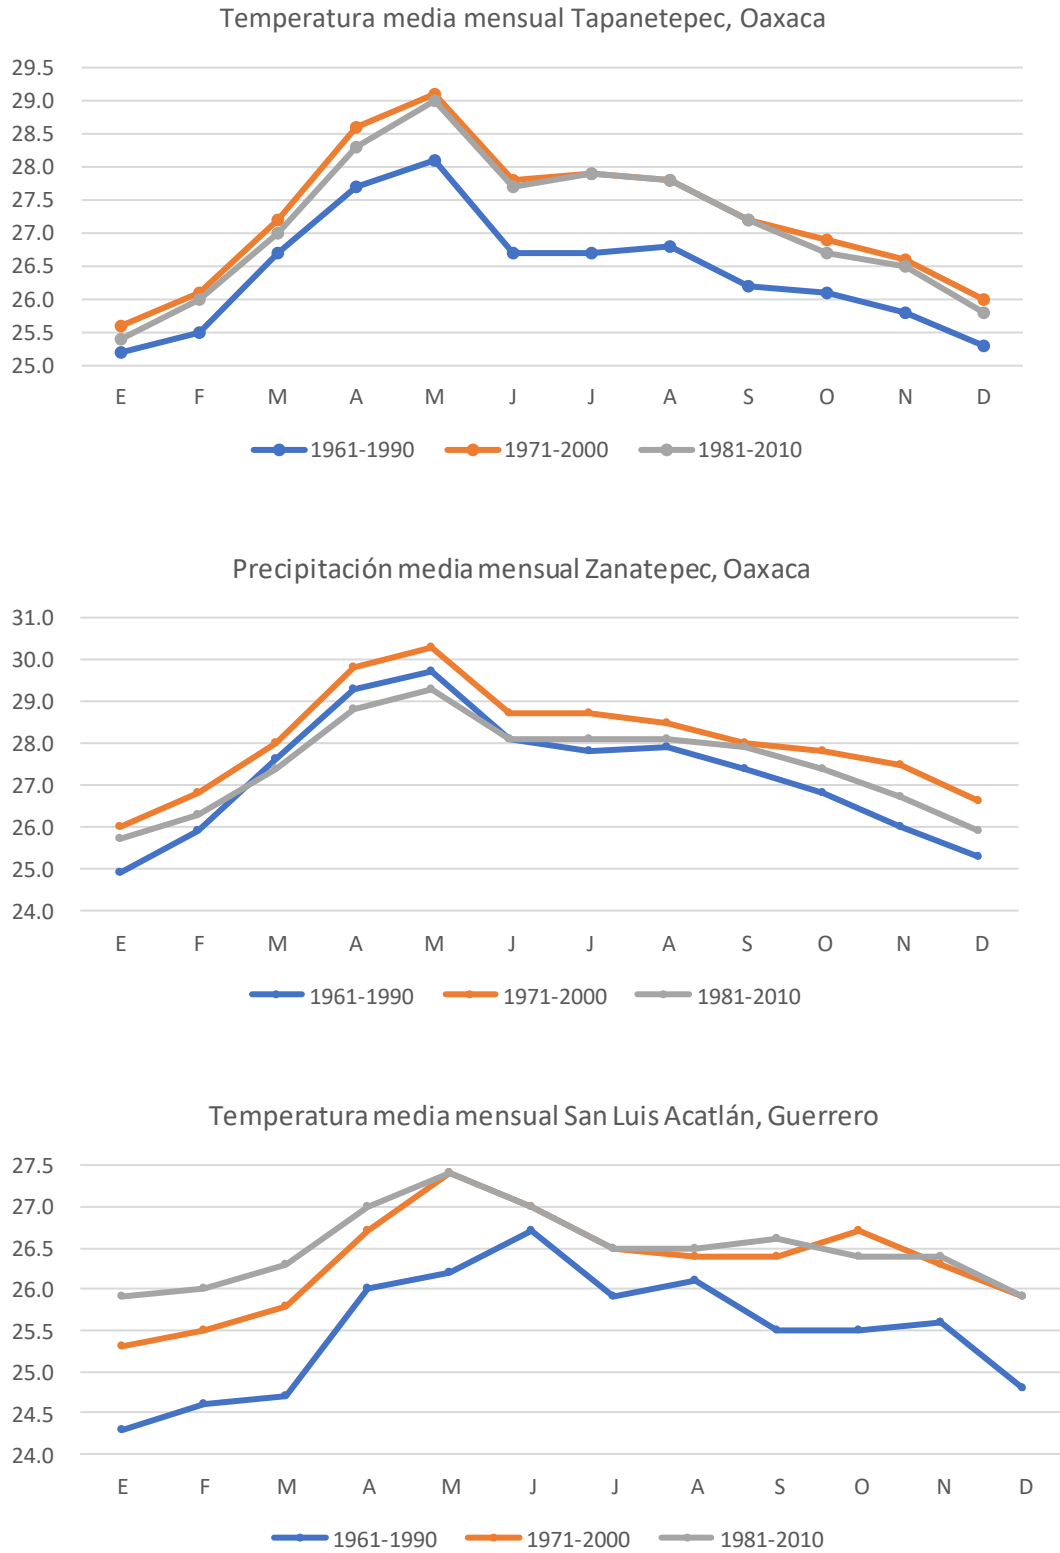 Temperatura media mensual Tapanetepec, Oaxaca
29.5
29.0
28.5
28.0
27.5
27.0
26.5
26.0
25.5
25.0
E F M A M J J A S O N D
1961-1990 1971-2000 1981-2010
Precipitación media mensual Zanatepec, Oaxaca
31.0
30.0
29.0
28.0
27.0
26.0
25.0
24.0
E F M A M J J A S O N D
1961-1990 1971-2000 1981-2010
Temperatura media mensual San Luis Acatlán, Guerrero
27.5
27.0
26.5
26.0
25.5
25.0
24.5
24.0
E F M A M J J A S O N D
1961-1990 1971-2000 1981-2010